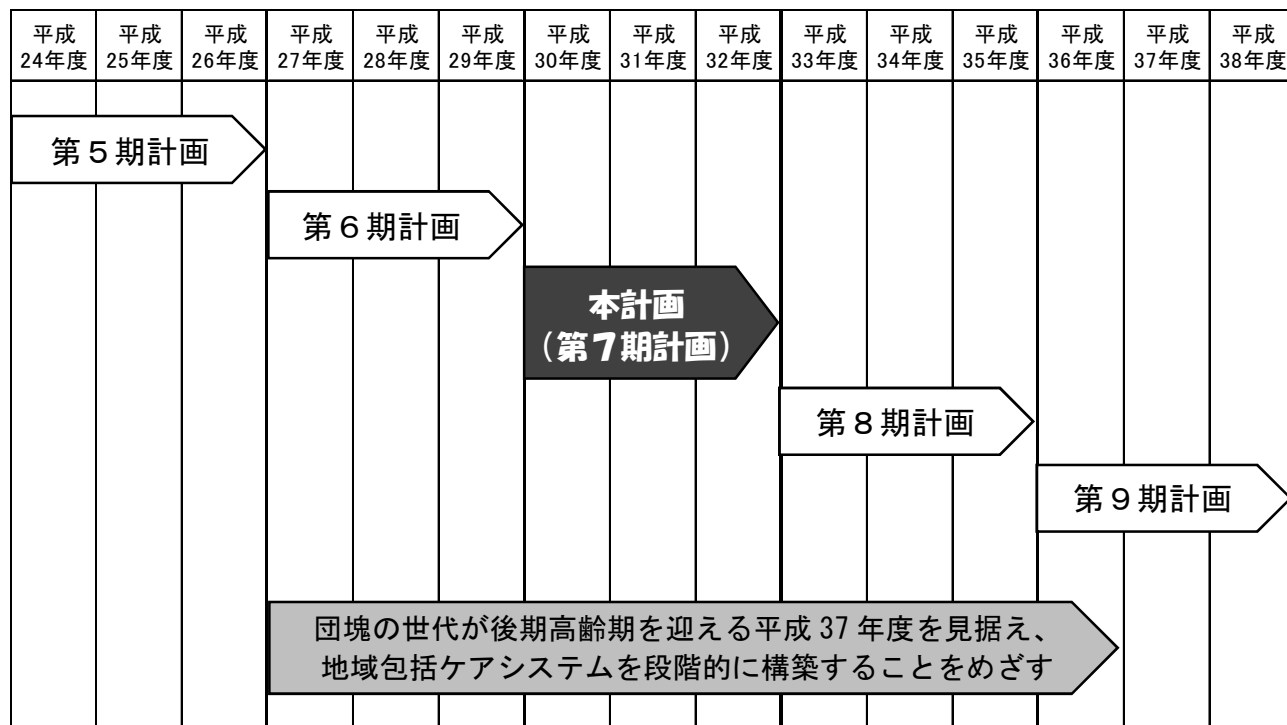 平成 平成 平成 平成 平成 平成 平成 平成 平成 平成 平成 平成 平成 平成 平成
24年度 25年度 26年度 27年度 28年度 29年度 30年度 31年度 32年度 33年度 34年度 35年度 36年度 37年度 38年度
第５期計画
第６期計画
本計画
（第７期計画）
第８期計画
第９期計画
団塊の世代が後期高齢期を迎える平成 37 年度を見据え、
地域包括ケアシステムを段階的に構築することをめざす